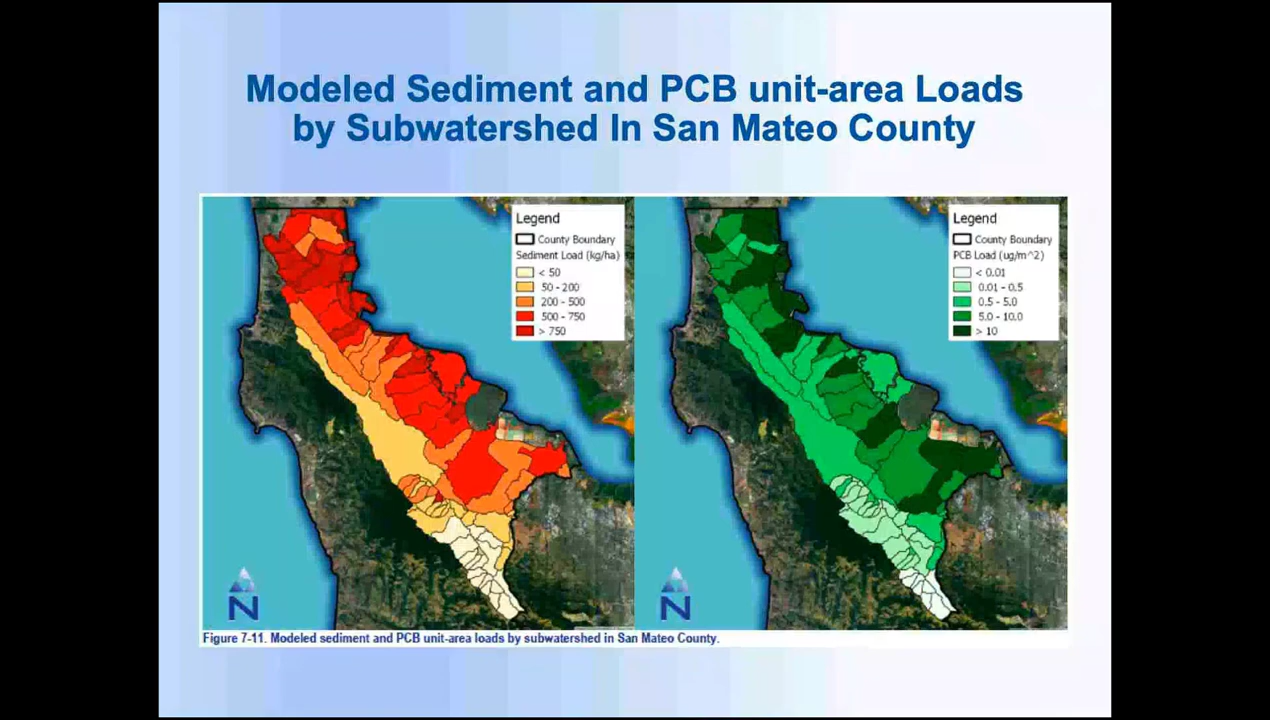 Modeled Sediment and PCB unit-area Loads
by Subwatershed In San Mateo County
Legend
County Boundary
Sediment Load (kg/ha)
< 50
50 - 200
200 - 500
500 - 750
> 750
N
Legend
County Boundary
PCB Load (ug/m^2)
< 0.01
0.01 - 0.5
0.5 - 5.0
5.0 - 10.0
> 10
N
Figure 7-11. Modeled sediment and PCB unit-area loads by subwatershed in San Mateo County.